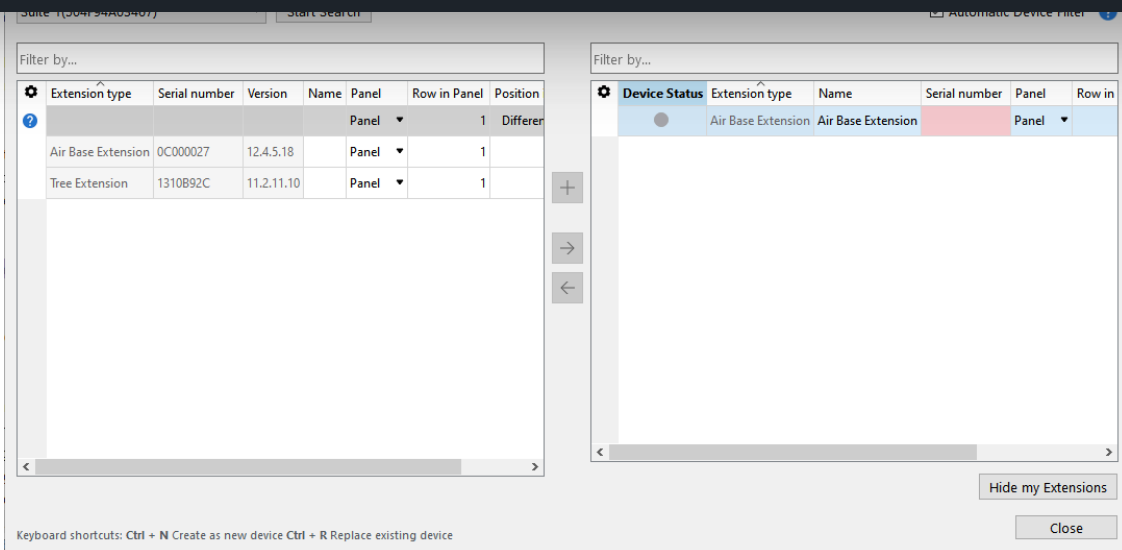 Start Search
Automatic Device Filter ?
Filter by...
Extension type Serial number Version Name Panel Row in Panel Position
? Panel 1 Differen
Air Base Extension 0C000027 12.4.5.18 Panel 1
Tree Extension 1310B92C 11.2.11.10 Panel 1
Filter by...
Device Status Extension type Name Serial number Panel Row in
Air Base Extension Air Base Extension Panel
Hide my Extensions
Close
Keyboard shortcuts: Ctrl + N Create as new device Ctrl + R Replace existing device